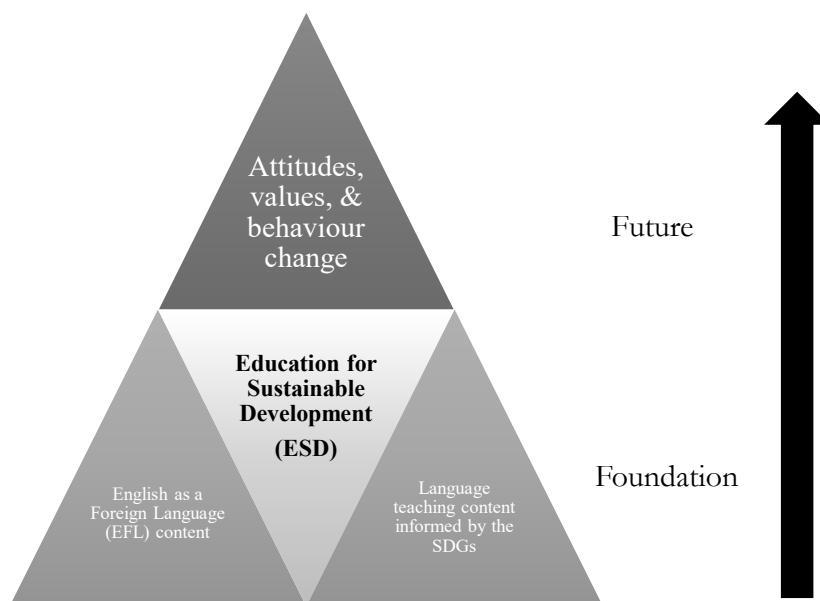 Attitudes,
values, &
behaviour
change
Future
Education for
Sustainable
Development
(ESD)
Foundation
English as a
Foreign Language
(EFL) content
Language
teaching content
informed by the
SDGs